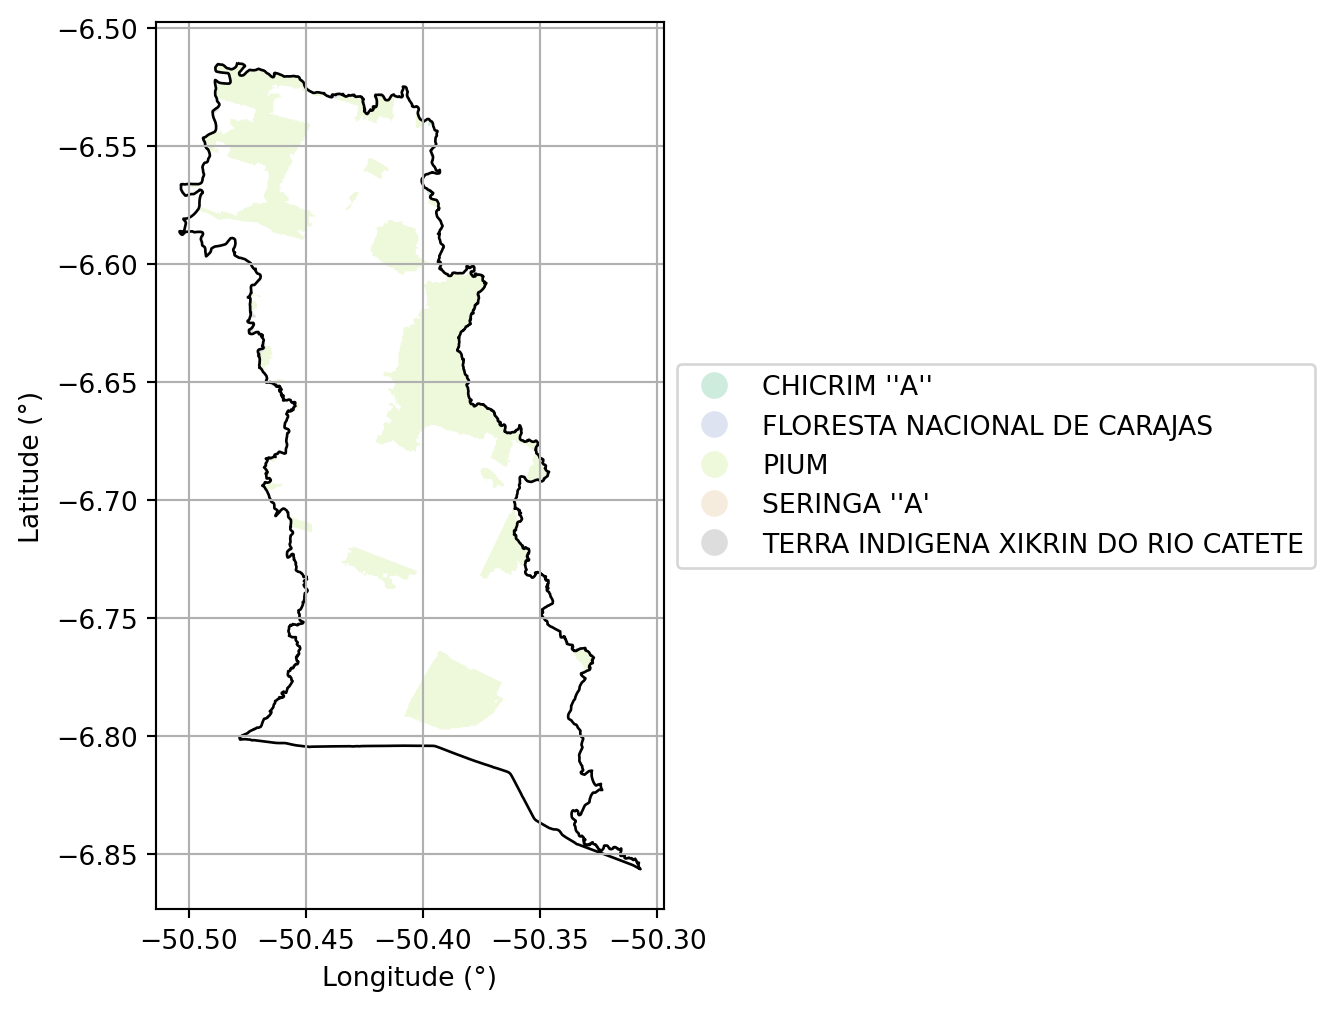 −6.50
−6.55
−6.60
−6.65
−6.70
−6.75
−6.80
−6.85
Latitude (°)
−50.50 −50.45 −50.40 −50.35 −50.30
Longitude (°)
CHICRIM ''A''
FLORESTA NACIONAL DE CARAJAS
PIUM
SERINGA ''A'
TERRA INDIGENA XIKRIN DO RIO CATETE